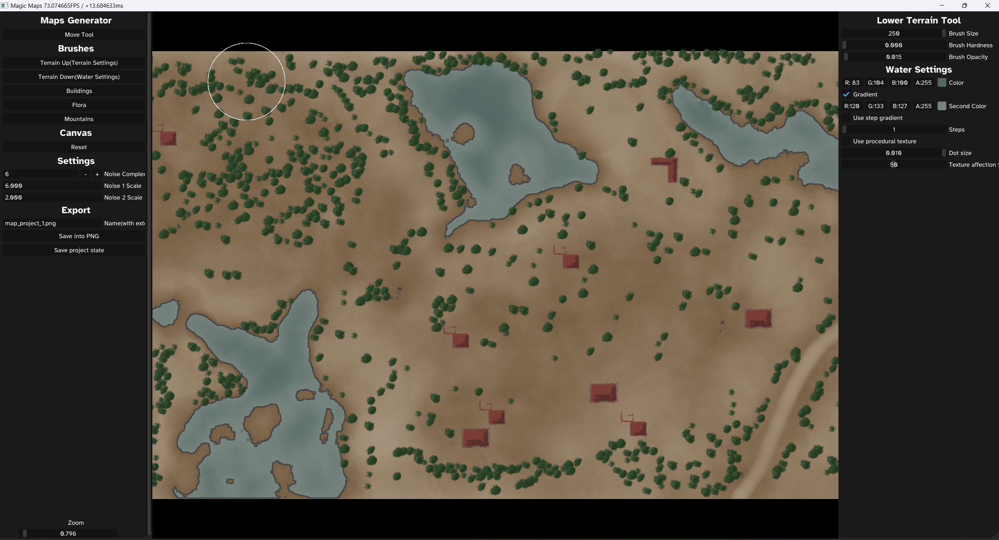 Magic Maps 73.074665FPS / +13.684633ms
Maps Generator
Move Tool
Brushes
Terrain Up(Terrain Settings)
Terrain Down(Water Settings)
Buildings
Flora
Mountains
Canvas
Reset
Settings
6 - + Noise Complex
6.000 Noise 1 Scale
2.000 Noise 2 Scale
Export
map_project_1.png Name(with exte
Save into PNG
Save project state
Zoom
0.796
Lower Terrain Tool
250 Brush Size
0.000 Brush Hardness
0.015 Brush Opacity
Water Settings
R: 83 G:104 B:100 A:255 Color
Gradient
R:120 G:133 B:127 A:255 Second Color
Use step gradient
1 Steps
Use procedural texture
0.010 Dot size
50 Texture affection f